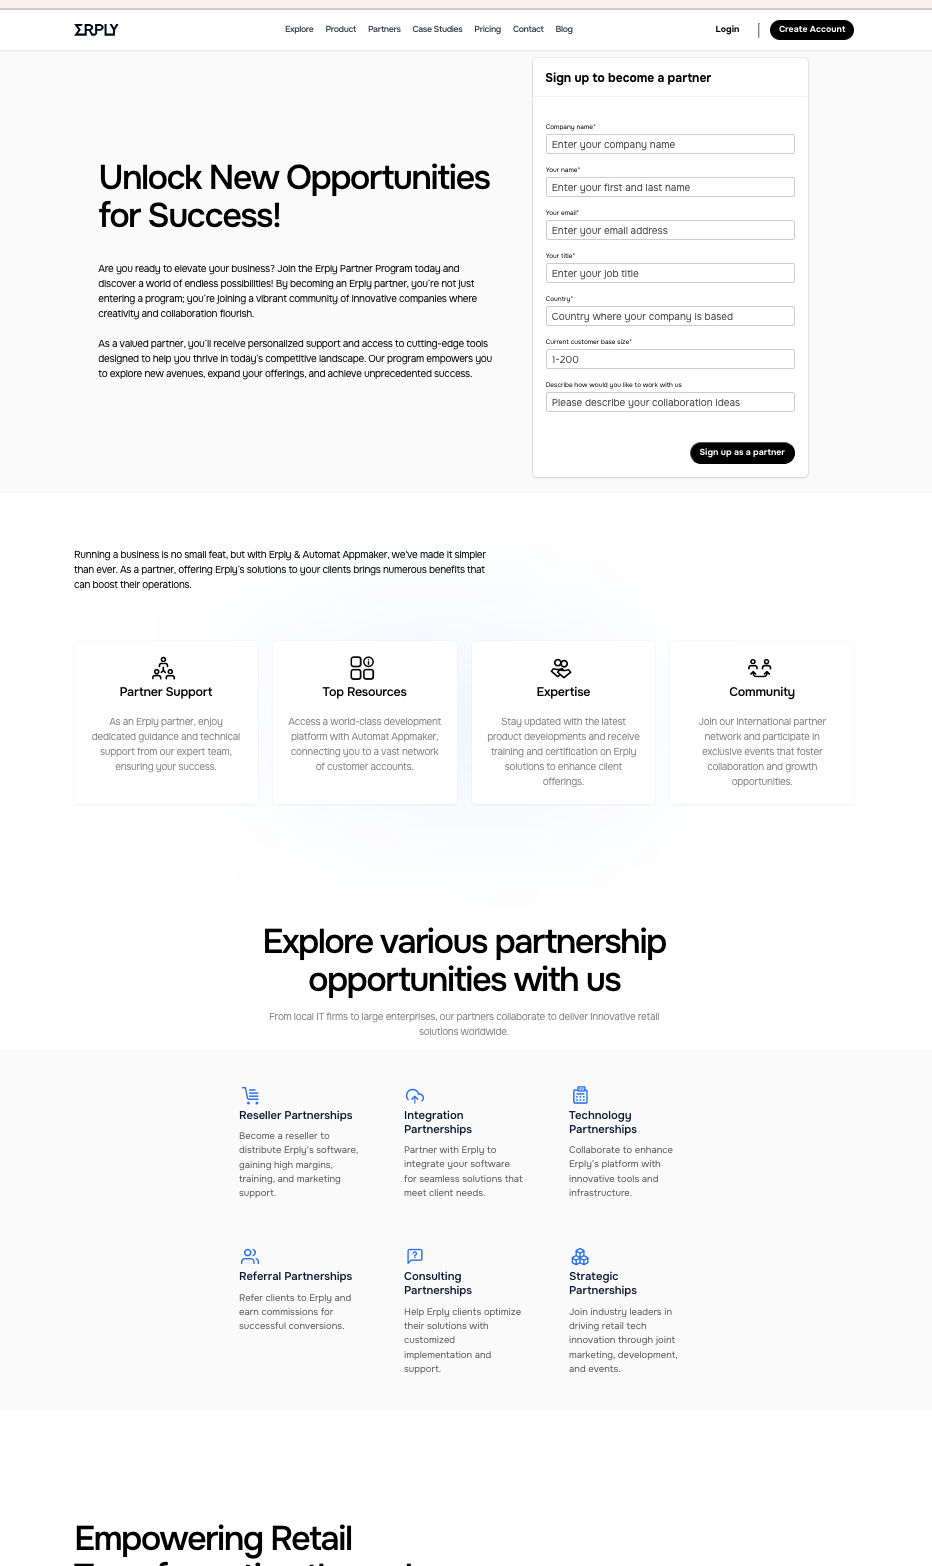 ΣRPLY
Explore Product Partners Case Studies Pricing Contact Blog
Login
Create Account
Unlock New Opportunities
for Success!
Are you ready to elevate your business? Join the Erply Partner Program today and
discover a world of endless possibilities! By becoming an Erply partner, you're not just
entering a program; you're joining a vibrant community of innovative companies where
creativity and collaboration flourish.
As a valued partner, you'll receive personalized support and access to cutting-edge tools
designed to help you thrive in today's competitive landscape. Our program empowers you
to explore new avenues, expand your offerings, and achieve unprecedented success.
Sign up to become a partner
Company name*
Enter your company name
Your name*
Enter your first and last name
Your email*
Enter your email address
Your title*
Enter your job title
Country*
Country where your company is based
Current customer base size*
1-200
Describe how would you like to work with us
Please describe your collaboration ideas
Sign up as a partner
Running a business is no small feat, but with Erply & Automat Appmaker, we've made it simpler
than ever. As a partner, offering Erply's solutions to your clients brings numerous benefits that
can boost their operations.
Partner Support
As an Erply partner, enjoy
dedicated guidance and technical
support from our expert team,
ensuring your success.
Top Resources
Access a world-class development
platform with Automat Appmaker,
connecting you to a vast network
of customer accounts.
Expertise
Stay updated with the latest
product developments and receive
training and certification on Erply
solutions to enhance client
offerings.
Community
Join our international partner
network and participate in
exclusive events that foster
collaboration and growth
opportunities.
Explore various partnership
opportunities with us
From local IT firms to large enterprises, our partners collaborate to deliver innovative retail
solutions worldwide.
Reseller Partnerships
Become a reseller to
distribute Erply's software,
gaining high margins,
training, and marketing
support.
Integration
Partnerships
Partner with Erply to
integrate your software
for seamless solutions that
meet client needs.
Technology
Partnerships
Collaborate to enhance
Erply's platform with
innovative tools and
infrastructure.
Referral Partnerships
Refer clients to Erply and
earn commissions for
successful conversions.
Consulting
Partnerships
Help Erply clients optimize
their solutions with
customized
implementation and
support.
Strategic
Partnerships
Join industry leaders in
driving retail tech
innovation through joint
marketing, development,
and events.
Empowering Retail